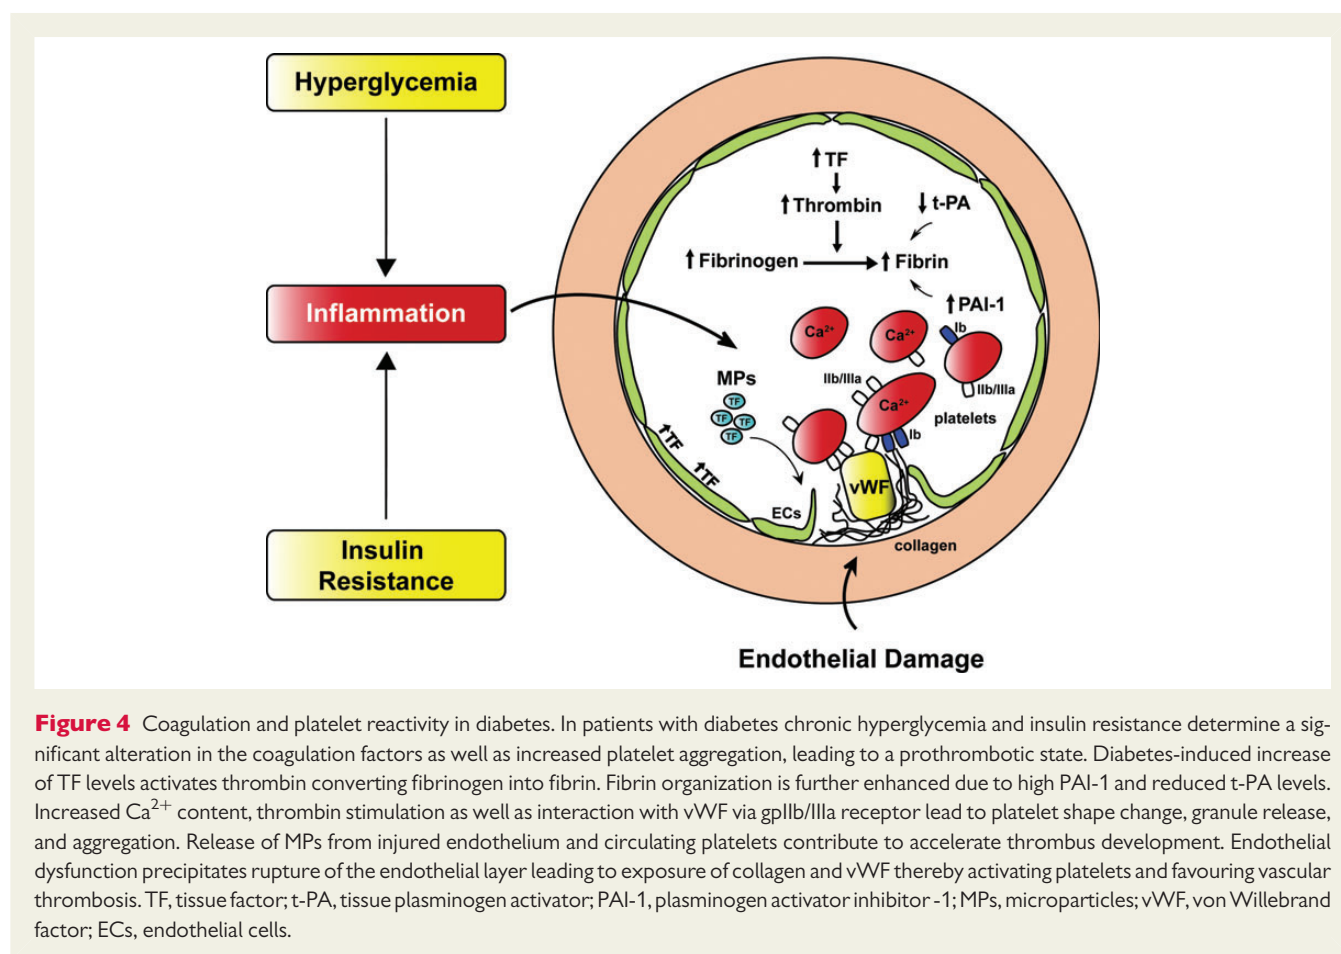 Hyperglycemia
Inflammation
Insulin
Resistance
↑TF
↑Thrombin
↓t-PA
↑Fibrinogen
↑Fibrin
↑PAI-1
Ca²⁺
Ca²⁺
Ib
IIb/IIIa
MPs
IIb/IIIa
Ca²⁺
platelets
TF
TF
TF
TF
Ib
↑TF
↑TF
vWF
ECs
collagen
Endothelial Damage
Figure 4 Coagulation and platelet reactivity in diabetes. In patients with diabetes chronic hyperglycemia and insulin resistance determine a sig-
nificant alteration in the coagulation factors as well as increased platelet aggregation, leading to a prothrombotic state. Diabetes-induced increase
of TF levels activates thrombin converting fibrinogen into fibrin. Fibrin organization is further enhanced due to high PAI-1 and reduced t-PA levels.
Increased Ca²⁺ content, thrombin stimulation as well as interaction with vWF via gpIIb/IIIa receptor lead to platelet shape change, granule release,
and aggregation. Release of MPs from injured endothelium and circulating platelets contribute to accelerate thrombus development. Endothelial
dysfunction precipitates rupture of the endothelial layer leading to exposure of collagen and vWF thereby activating platelets and favouring vascular
thrombosis. TF, tissue factor; t-PA, tissue plasminogen activator; PAI-1, plasminogen activator inhibitor -1; MPs, microparticles; vWF, von Willebrand
factor; ECs, endothelial cells.